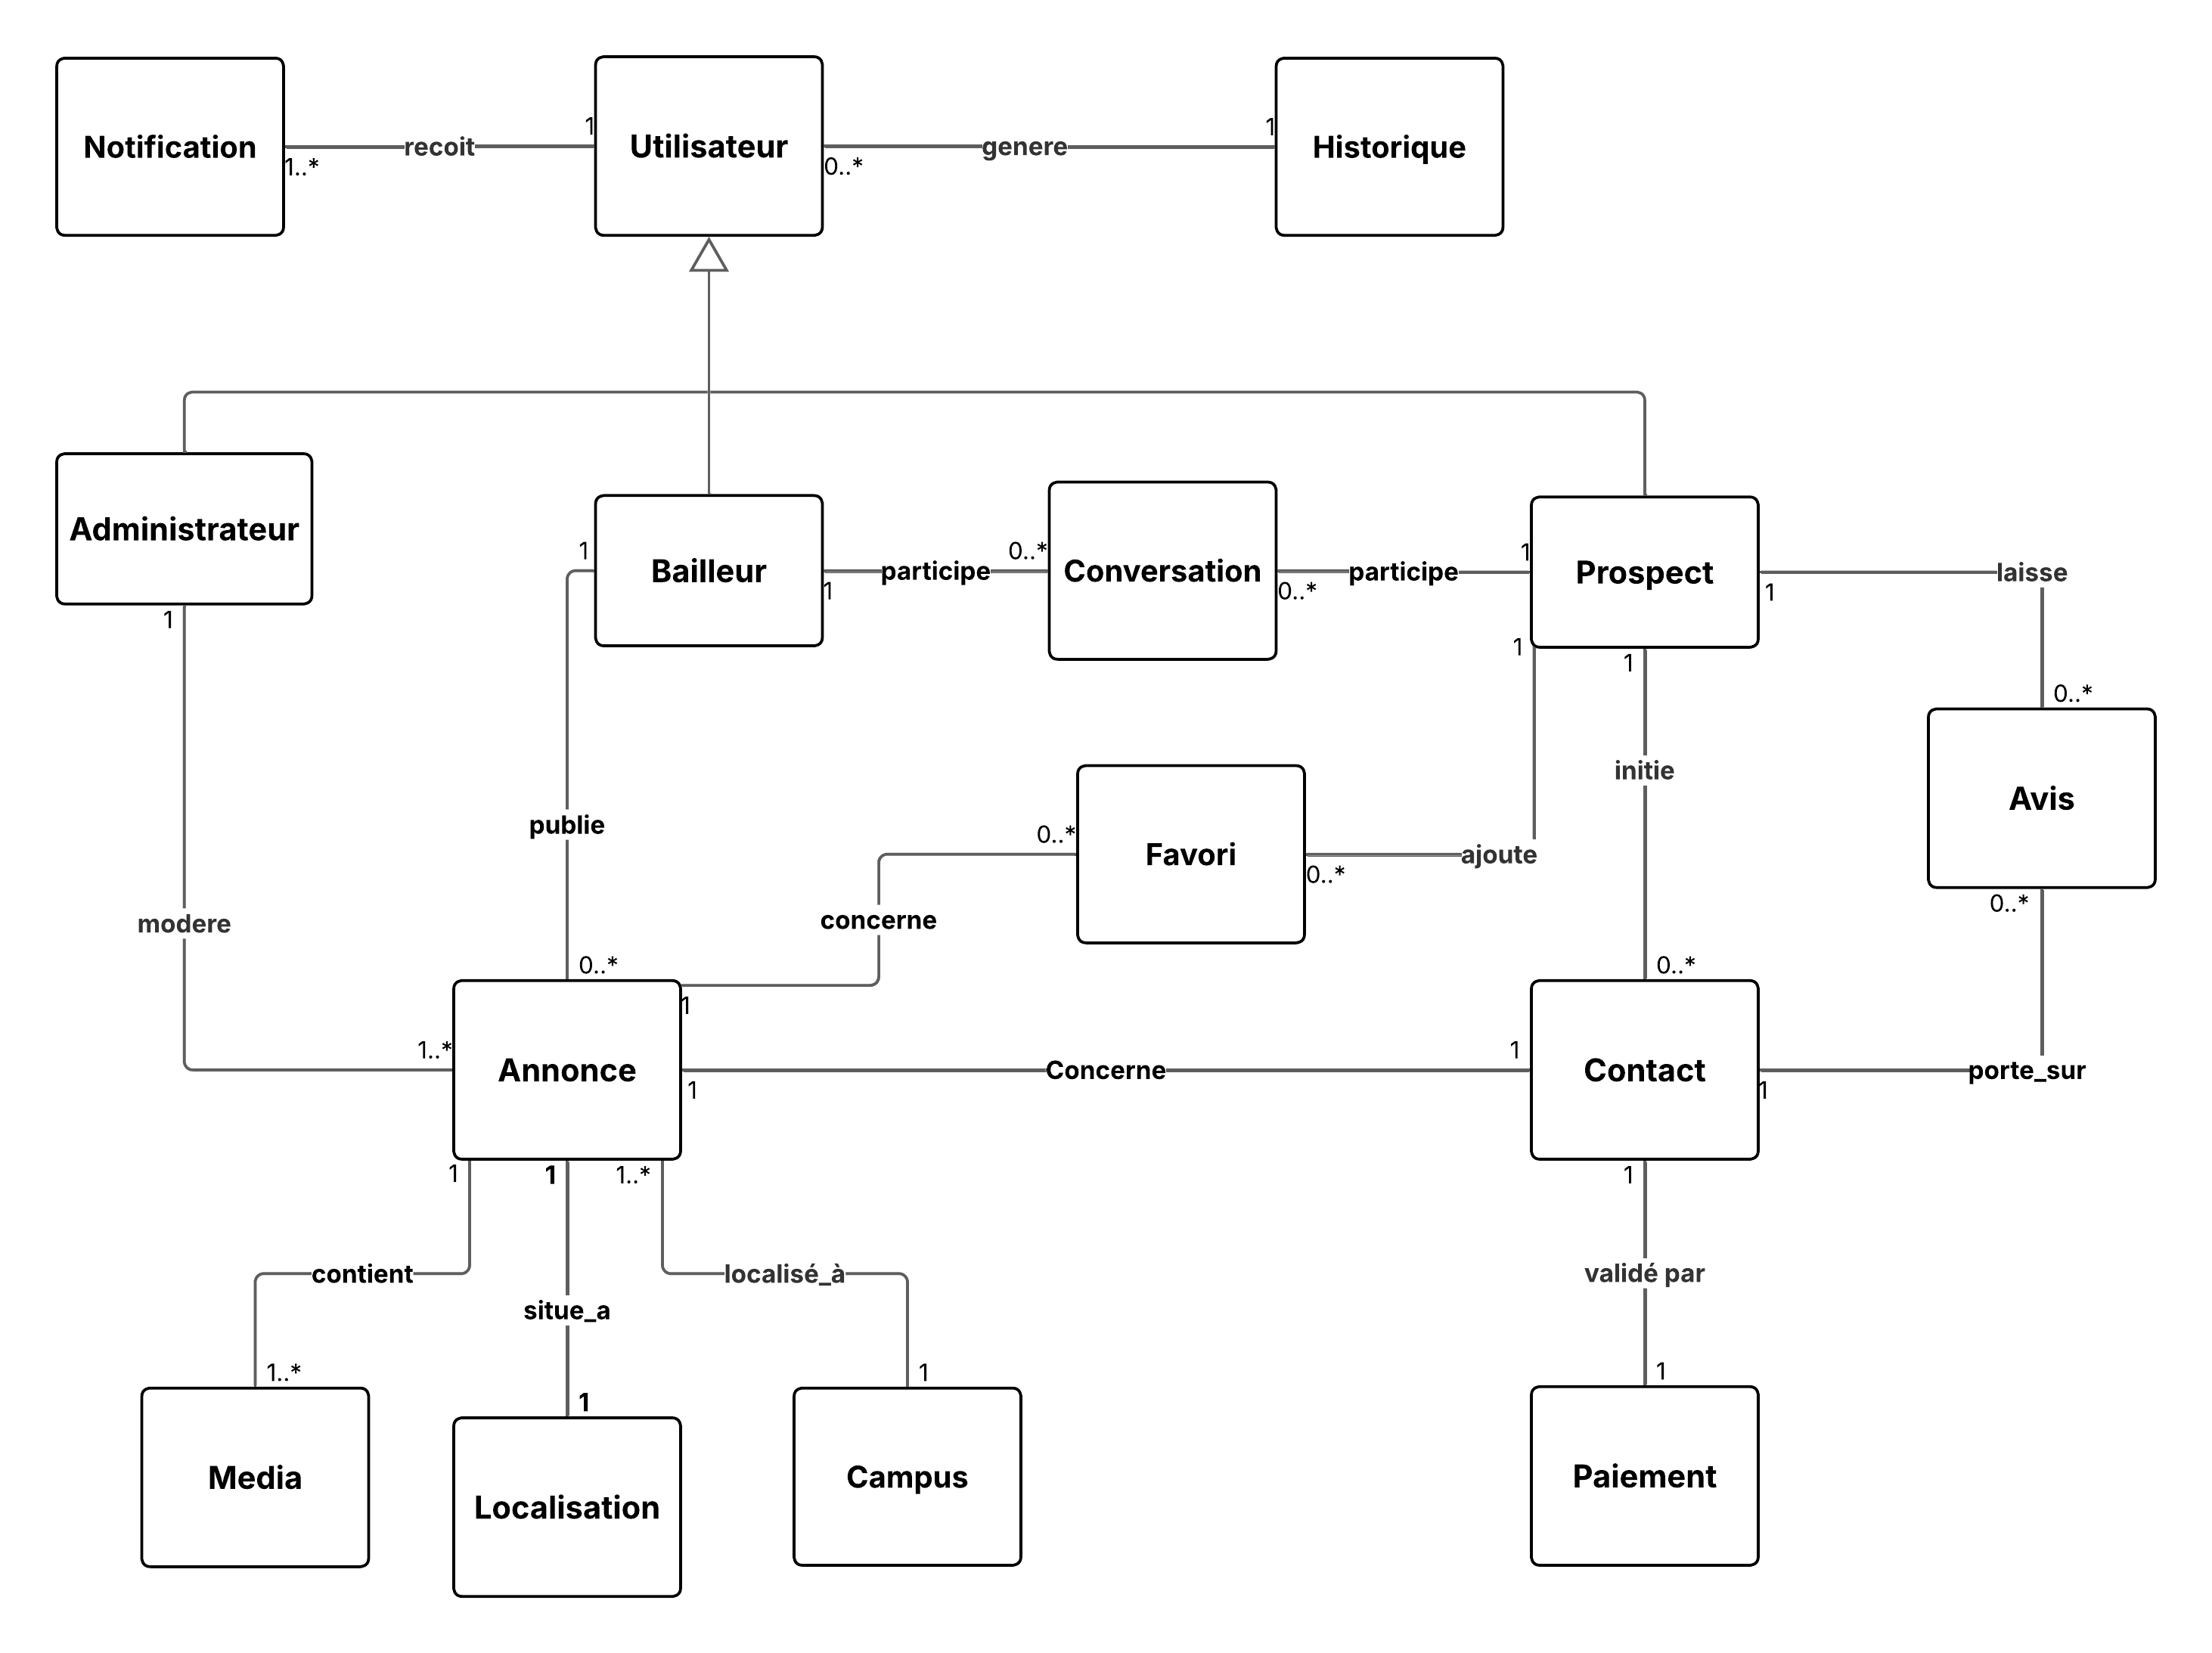 Notification
1..*
recoit
1
Utilisateur
0..*
genere
1
Historique
Administrateur
1
1
Bailleur
1
participe
0..*
Conversation
0..*
participe
1
Prospect
1
laisse
1
1
0..*
initie
Avis
publie
0..*
Favori
0..*
ajoute
concerne
0..*
modere
0..*
1
0..*
1..*
Annonce
1
Concerne
1
Contact
1
porte_sur
1
1
1..*
1
contient
situe_a
localisé_à
validé par
1..*
1
1
1
Media
Localisation
Campus
Paiement